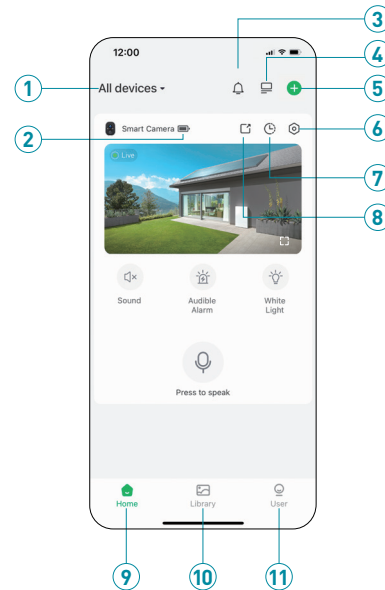 3
12:00
4
1
All devices
5
Smart Camera
6
2
Live
7
8
Sound
Audible
Alarm
White
Light
Press to speak
Home
Library
User
9
10
11